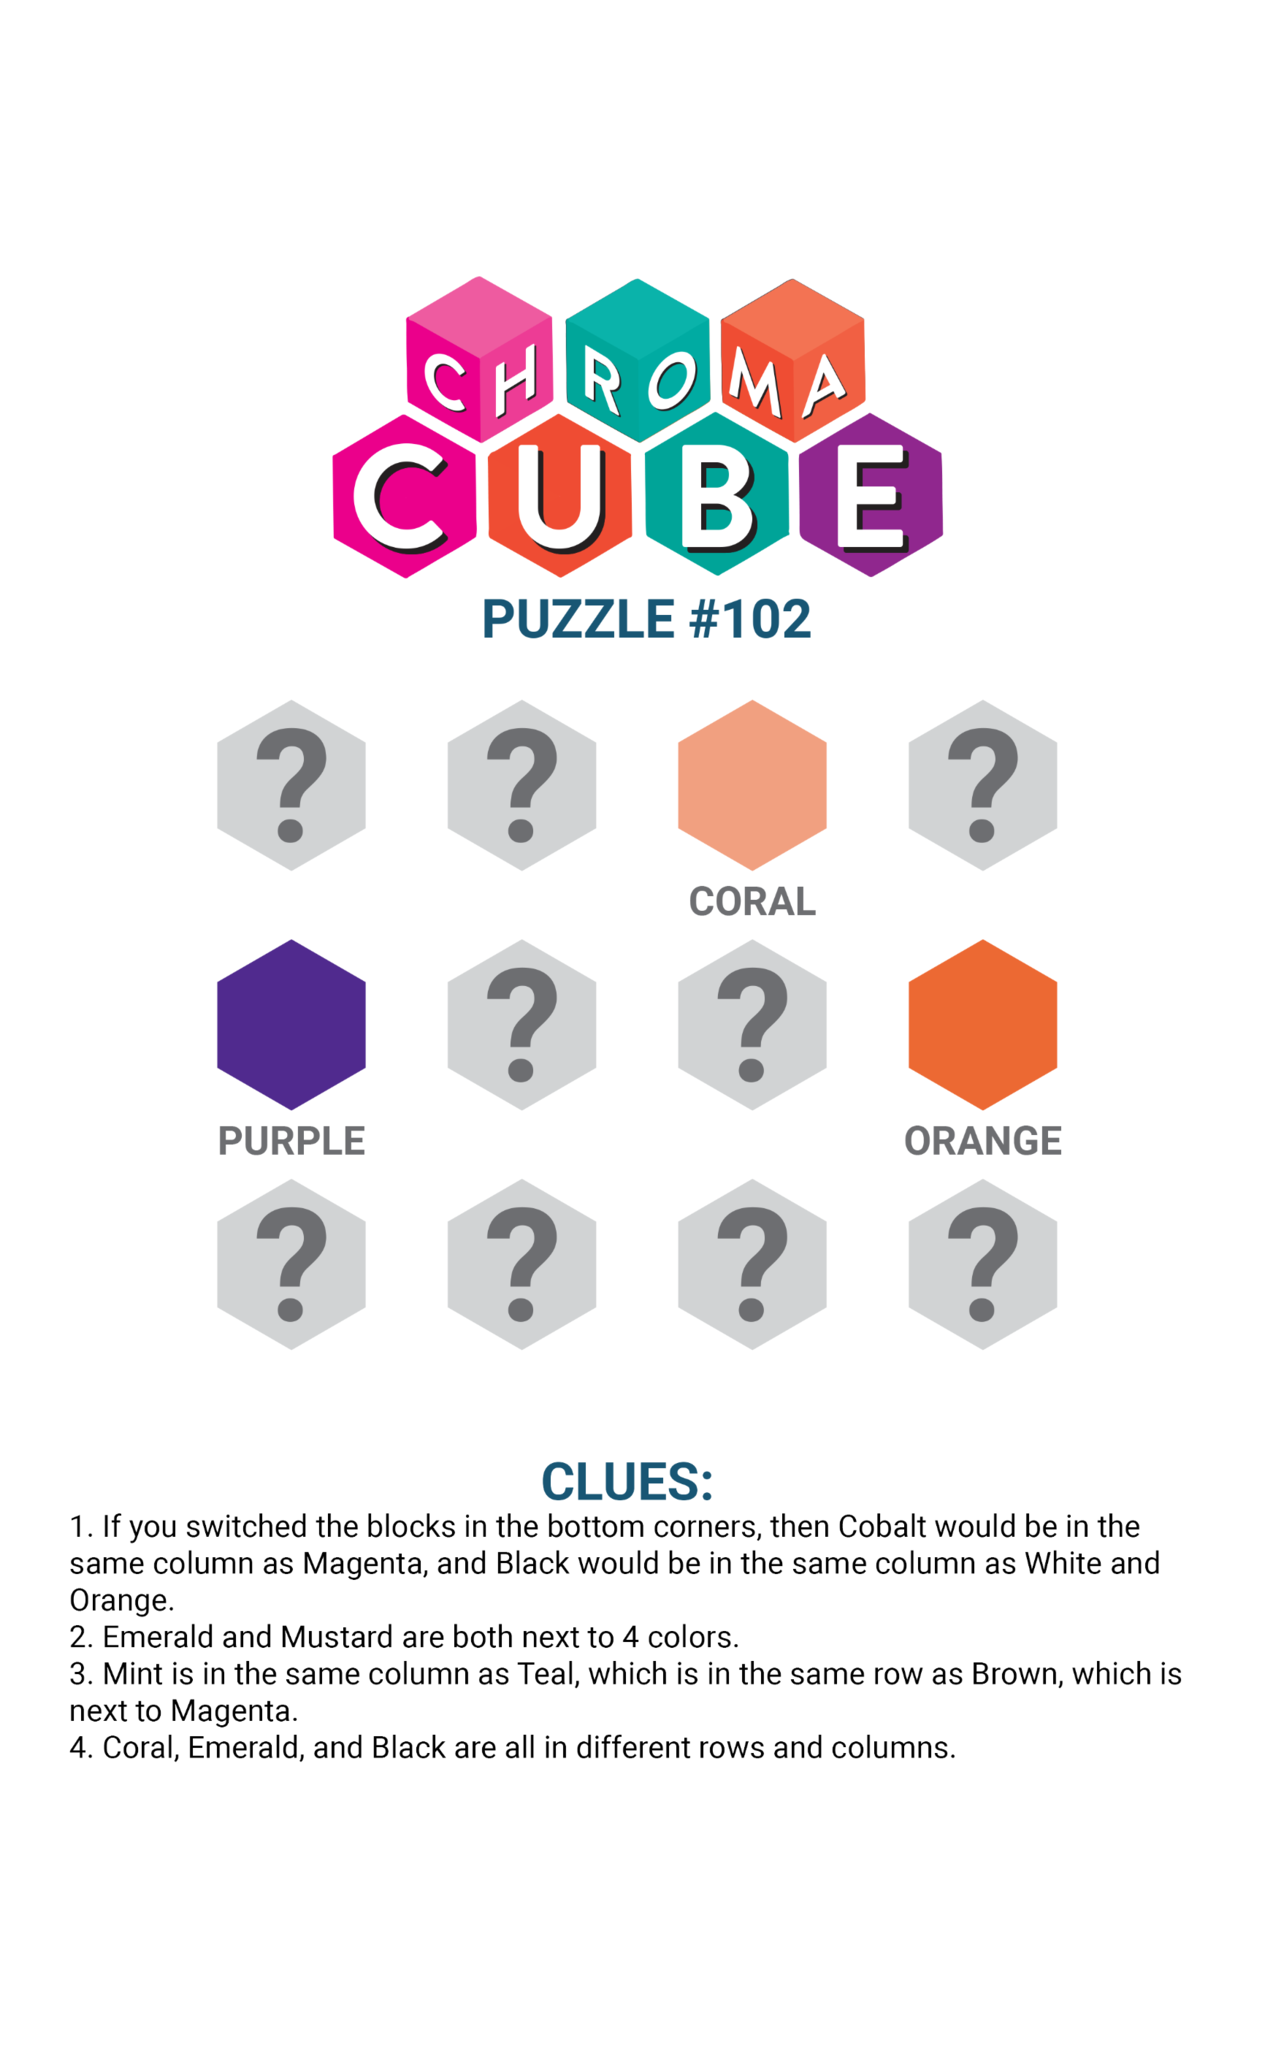 CHROMA
CUBE
PUZZLE #102
? ? ?
CORAL
? ?
PURPLE ORANGE
? ? ? ?
CLUES:
1. If you switched the blocks in the bottom corners, then Cobalt would be in the
same column as Magenta, and Black would be in the same column as White and
Orange.
2. Emerald and Mustard are both next to 4 colors.
3. Mint is in the same column as Teal, which is in the same row as Brown, which is
next to Magenta.
4. Coral, Emerald, and Black are all in different rows and columns.